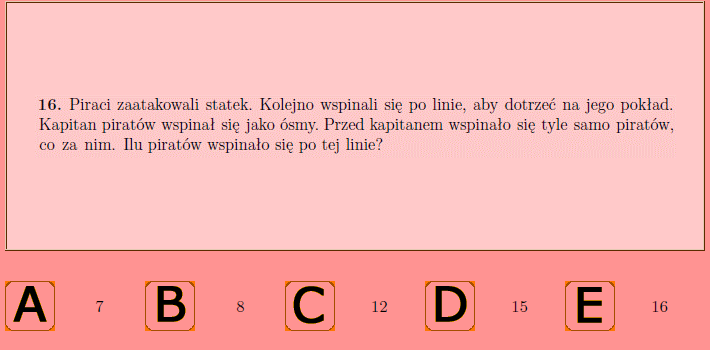 16. Piraci zaatakowali statek. Kolejno wspinali się po linie, aby dotrzeć na jego pokład.
Kapitan piratów wspinał się jako ósmy. Przed kapitanem wspinało się tyle samo piratów,
co za nim. Ilu piratów wspinało się po tej linie?
A 7 B 8 C 12 D 15 E 16